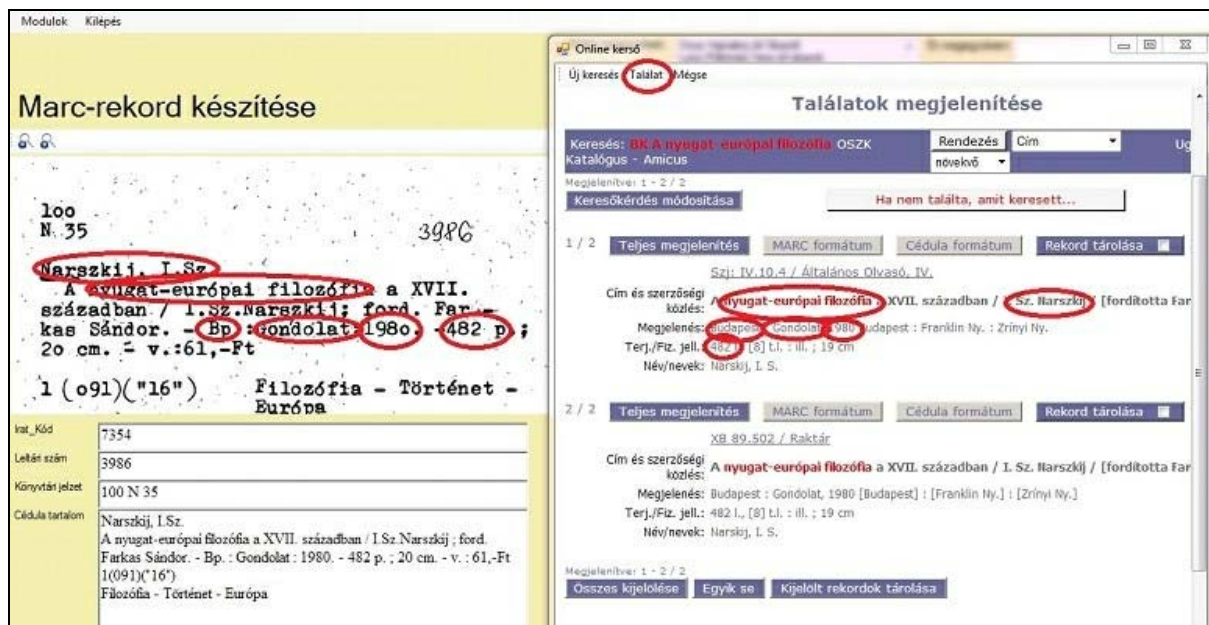 Modulok Kilépés
Marc-rekord készítése
loo
N 35
3986
Narszkij, I.Sz.
A nyugat-európai filozófia a XVII.
században / I.Sz.Narszkij; ford. Far-
kas Sándor. - Bp.:Gondolat:198o. -482 p.;
2o cm. - v.:61,-Ft
1 (o91)("16") Filozófia - Történet -
Európa
Irat_Kód 7354
Leltári szám 3986
Könyvtári jelzet 100 N 35
Cédula tartalom Narszkij, I.Sz.
A nyugat-európai filozófia a XVII. században / I.Sz.Narszkij ; ford.
Farkas Sándor. - Bp. : Gondolat : 1980. - 482 p. ; 20 cm. - v. : 61,-Ft
1(091)("16")
Filozófia - Történet - Európa
Online kerső
Új keresés Találat Mégse
Találatok megjelenítése
Keresés: BK A nyugat-európai filozófia OSZK
Katalógus - Amicus
Rendezés Cím
növekvő
Ug
Megjelenítve: 1 - 2 / 2
Keresőkérdés módosítása Ha nem találta, amit keresett...
1 / 2 Teljes megjelenítés MARC formátum Cédula formátum Rekord tárolása
Szj: IV.10.4 / Általános Olvasó, IV.
Cím és szerzőségi közlés: A nyugat-európai filozófia a XVII. században / I. Sz. Narszkij / [fordította Far
Megjelenés: Budapest : Gondolat, 1980 Budapest : Franklin Ny. : Zrínyi Ny.
Terj./Fiz. jell.: 482 l., [8] t.l. : ill. ; 19 cm
Név/nevek: Narskij, I. S.
2 / 2 Teljes megjelenítés MARC formátum Cédula formátum Rekord tárolása
XB 89.502 / Raktár
Cím és szerzőségi közlés: A nyugat-európai filozófia a XVII. században / I. Sz. Narszkij / [fordította Far
Megjelenés: Budapest : Gondolat, 1980 [Budapest] : [Franklin Ny.] : [Zrínyi Ny.]
Terj./Fiz. jell.: 482 l., [8] t.l. : ill. ; 19 cm
Név/nevek: Narskij, I. S.
Megjelenítve: 1 - 2 / 2
Összes kijelölése Egyik se Kijelölt rekordok tárolása